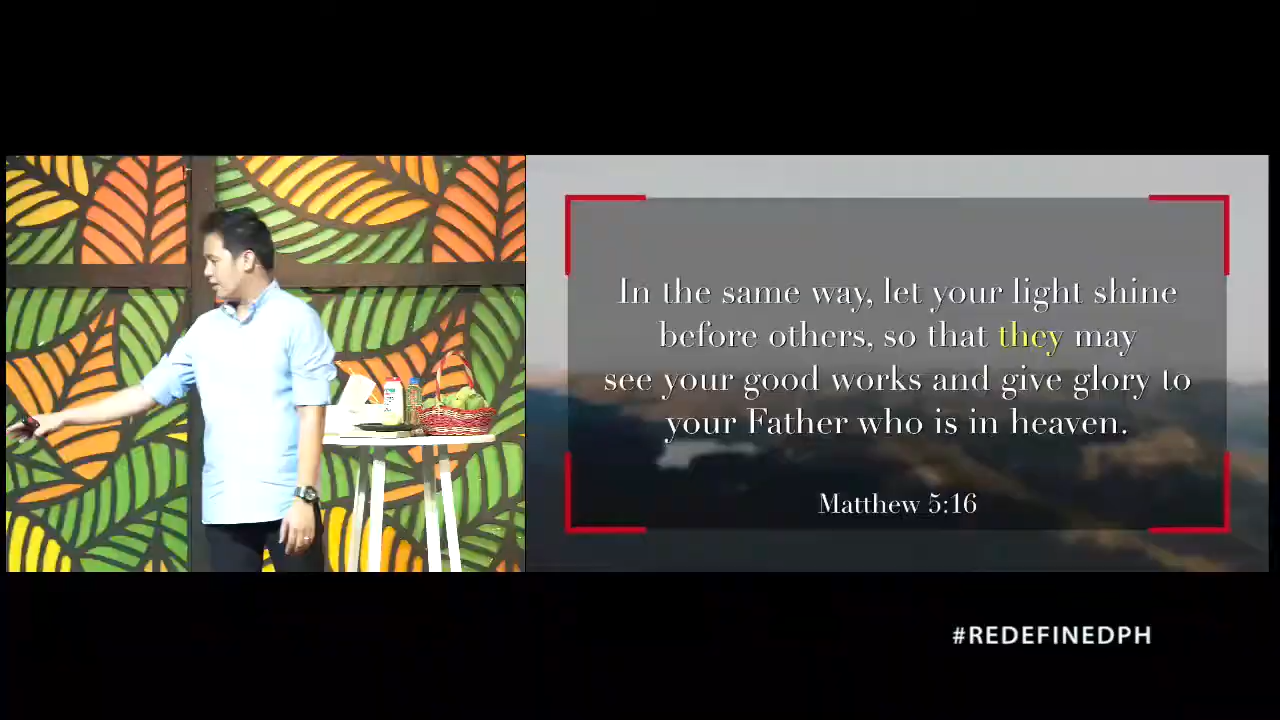 In the same way, let your light shine
before others, so that they may
see your good works and give glory to
your Father who is in heaven.
Matthew 5:16
#REDEFINEDPH